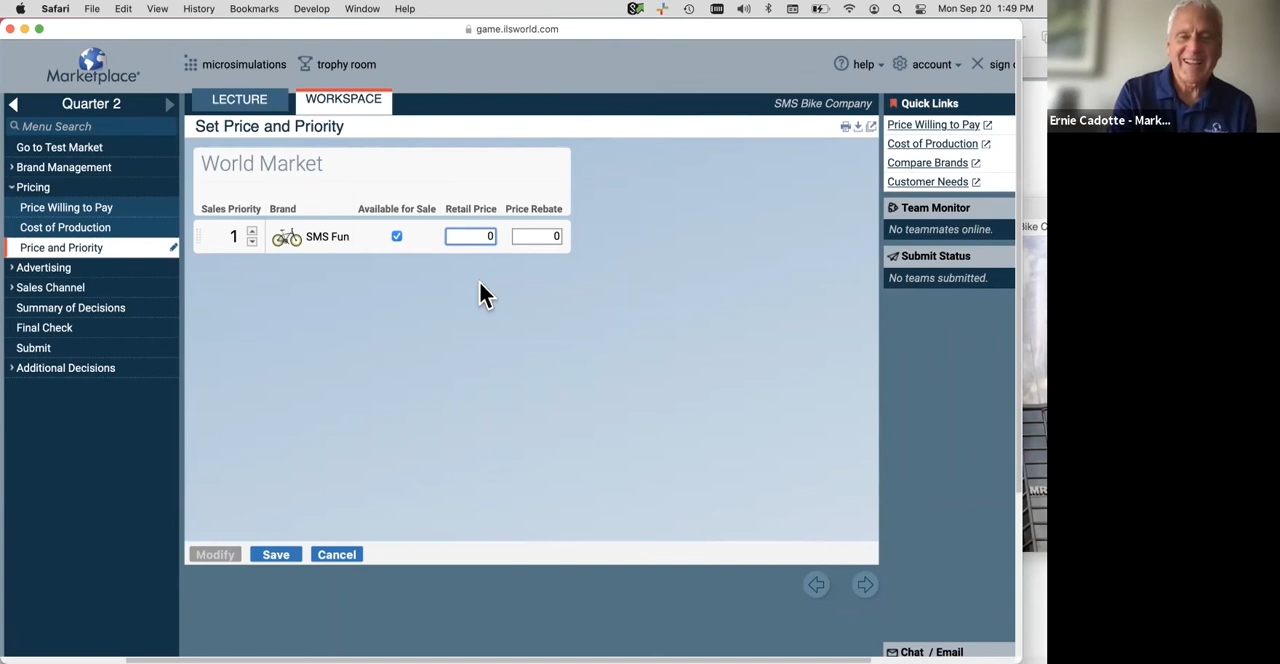 Safari File Edit View History Bookmarks Develop Window Help Mon Sep 20 1:49 PM
game.ilsworld.com
Marketplace®
microsimulations trophy room help account sign
Quarter 2
Menu Search
Go to Test Market
Brand Management
Pricing
Price Willing to Pay
Cost of Production
Price and Priority
Advertising
Sales Channel
Summary of Decisions
Final Check
Submit
Additional Decisions
LECTURE WORKSPACE SMS Bike Company
Set Price and Priority
World Market
Sales Priority Brand Available for Sale Retail Price Price Rebate
1 SMS Fun 0 0
Modify Save Cancel
Quick Links
Price Willing to Pay
Cost of Production
Compare Brands
Customer Needs
Team Monitor
No teammates online.
Submit Status
No teams submitted.
Chat / Email
Ernie Cadotte - Mark...